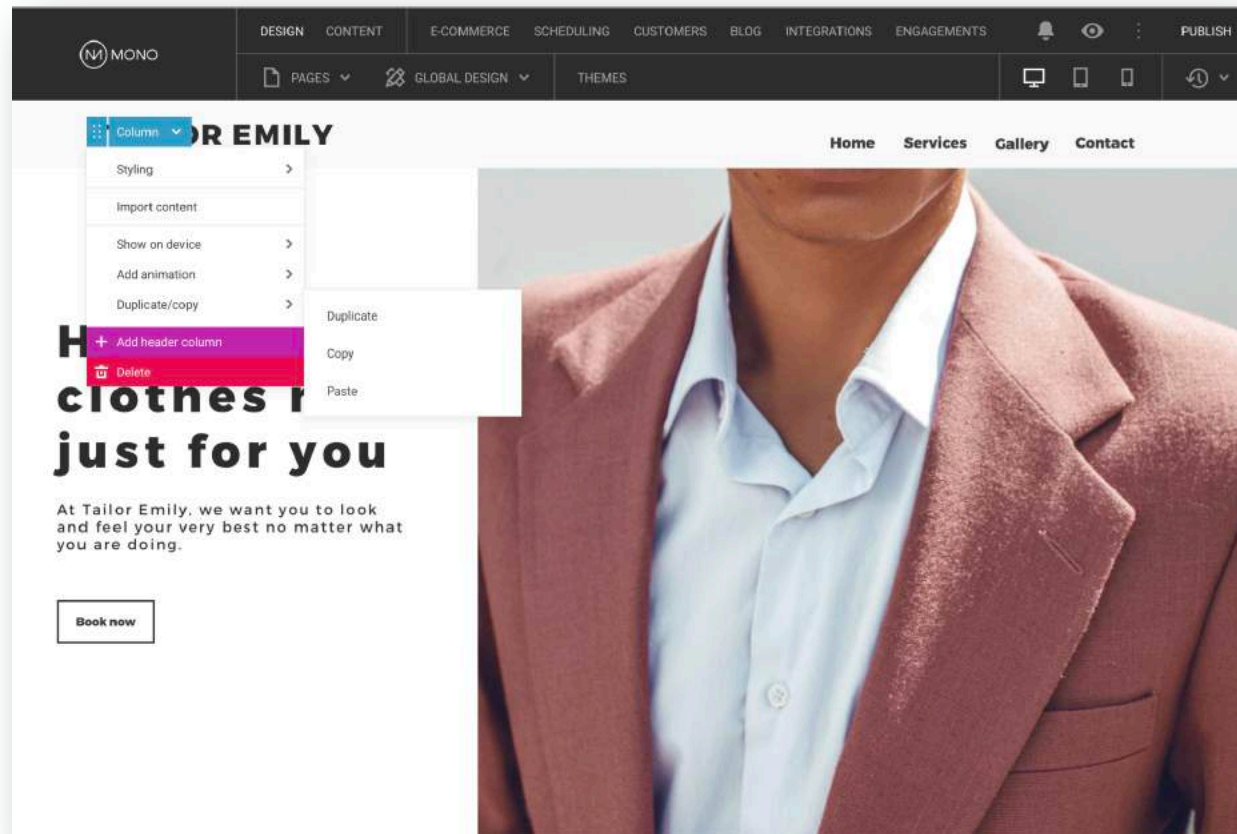 MONO
DESIGN CONTENT E-COMMERCE SCHEDULING CUSTOMERS BLOG INTEGRATIONS ENGAGEMENTS PUBLISH
PAGES GLOBAL DESIGN THEMES
Column OR EMILY
Home Services Gallery Contact
Styling
Import content
Show on device
Add animation
Duplicate/copy
Duplicate
+ Add header column
Copy
Delete
Paste
clothes
just for you
At Tailor Emily, we want you to look
and feel your very best no matter what
you are doing.
Book now